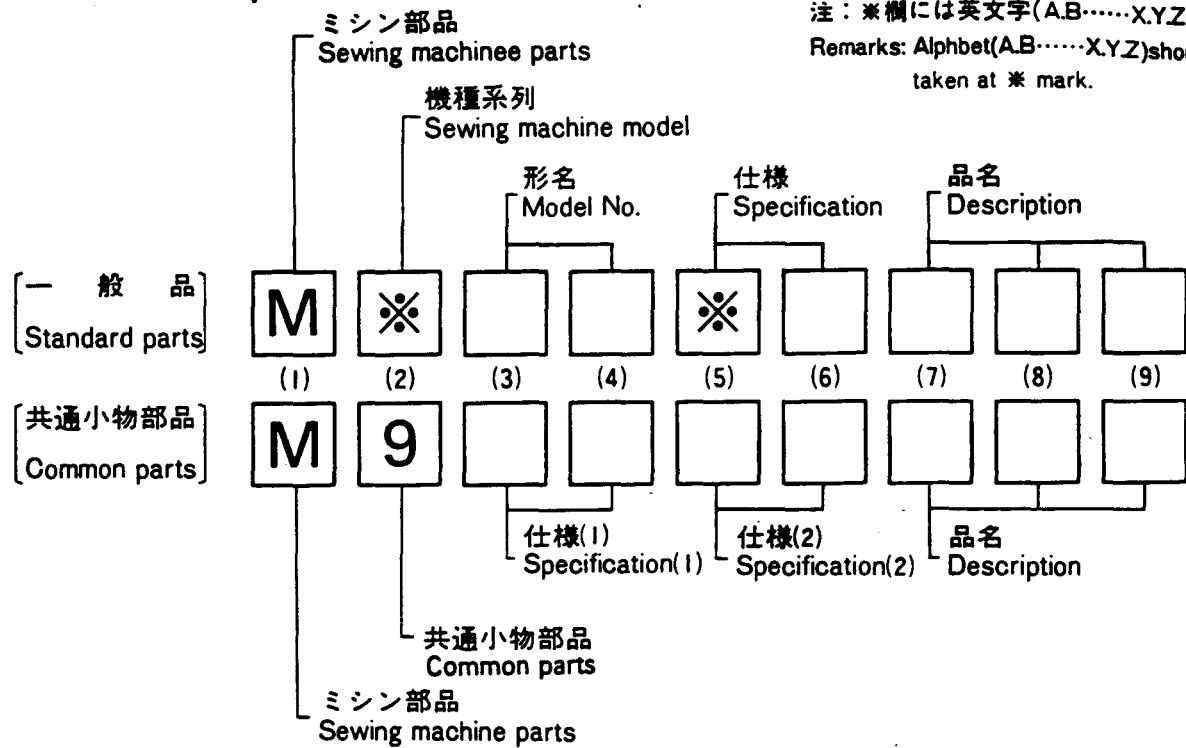 ミシン部品
Sewing machinee parts
注：※欄には英文字(A.B……X.Y.Z
Remarks: Alphbet(A.B……X.Y.Z)shou
taken at ※ mark.
機種系列
Sewing machine model
形名
Model No.
仕様
Specification
品名
Description
一般品
Standard parts
M ※ ※
(1) (2) (3) (4) (5) (6) (7) (8) (9)
共通小物部品
Common parts
M 9
仕様(1)
Specification(1)
仕様(2)
Specification(2)
品名
Description
共通小物部品
Common parts
ミシン部品
Sewing machine parts